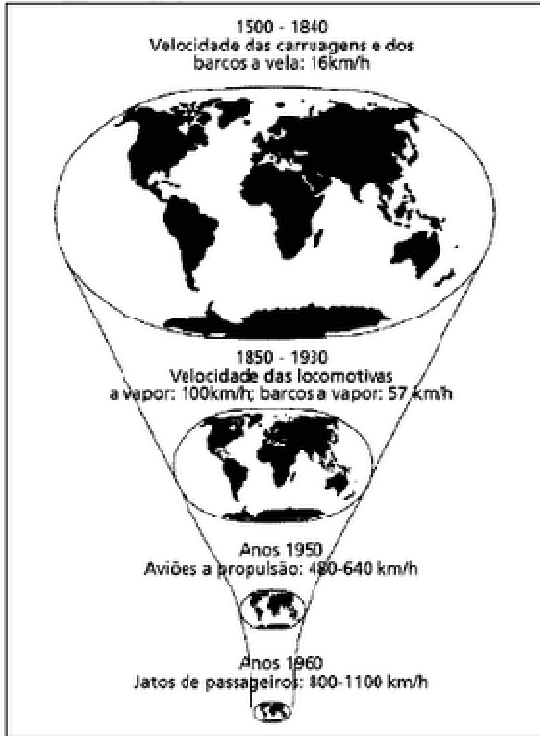 1500 - 1840
Velocidade das carruagens e dos
barcos a vela: 16km/h
1850 - 1930
Velocidade das locomotivas
a vapor: 100km/h; barcos a vapor: 57 km/h
Anos 1950
Aviões a propulsão: 480-640 km/h
Anos 1960
Jatos de passageiros: 800-1100 km/h